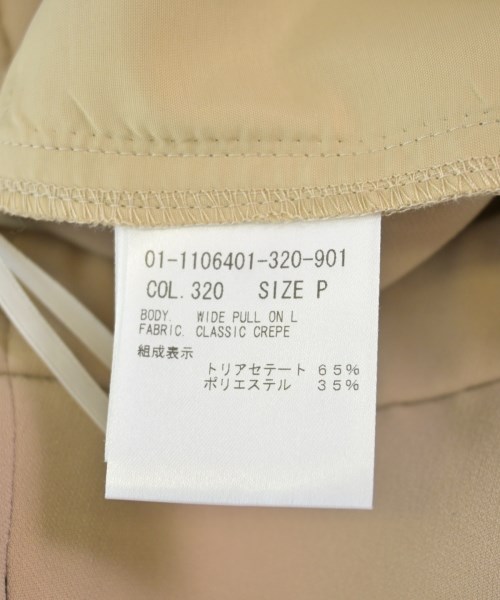 01-1106401-320-901
COL. 320 SIZE P
BODY. WIDE PULL ON L
FABRIC. CLASSIC CREPE
組成表示
トリアセテート 65%
ポリエステル 35%